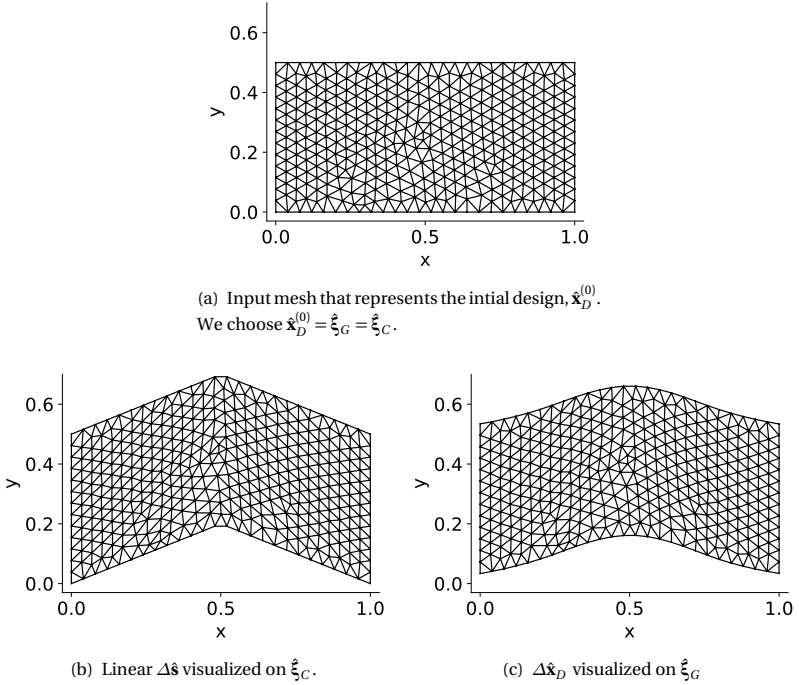 0.6
0.4
y
0.2
0.0
0.0 0.5 1.0
x
(a) Input mesh that represents the intial design, x̂_D^(0).
We choose x̂_D^(0) = ξ̂_G = ξ̂_C.
0.6
0.4
y
0.2
0.0
0.0 0.5 1.0
x
(b) Linear Δŝ visualized on ξ̂_C.
0.6
0.4
y
0.2
0.0
0.0 0.5 1.0
x
(c) Δx̂_D visualized on ξ̂_G